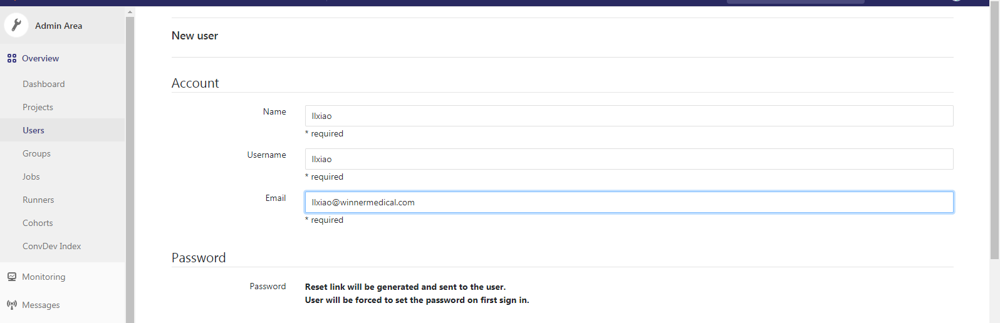 Admin Area
Overview
Dashboard
Projects
Users
Groups
Jobs
Runners
Cohorts
ConvDev Index
Monitoring
Messages
New user
Account
Name
llxiao
* required
Username
llxiao
* required
Email
llxiao@winnermedical.com
* required
Password
Password
Reset link will be generated and sent to the user.
User will be forced to set the password on first sign in.